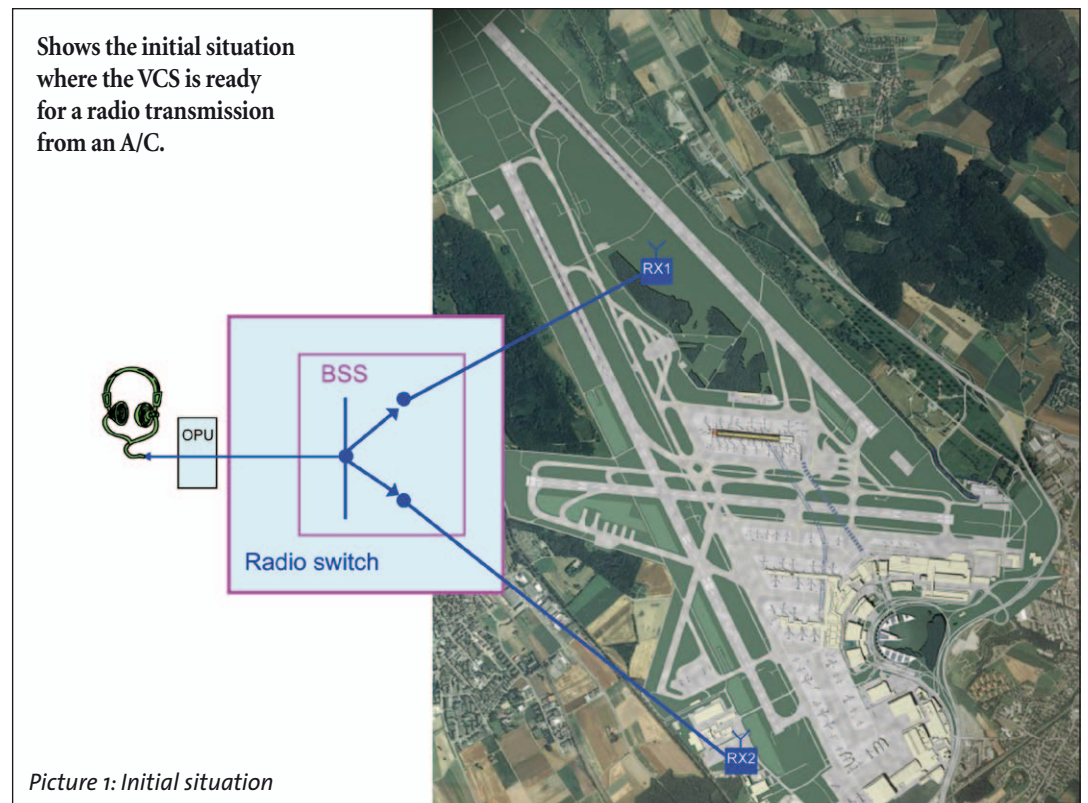 Shows the initial situation
where the VCS is ready
for a radio transmission
from an A/C.
RX1
BSS
OPU
Radio switch
RX2
Picture 1: Initial situation